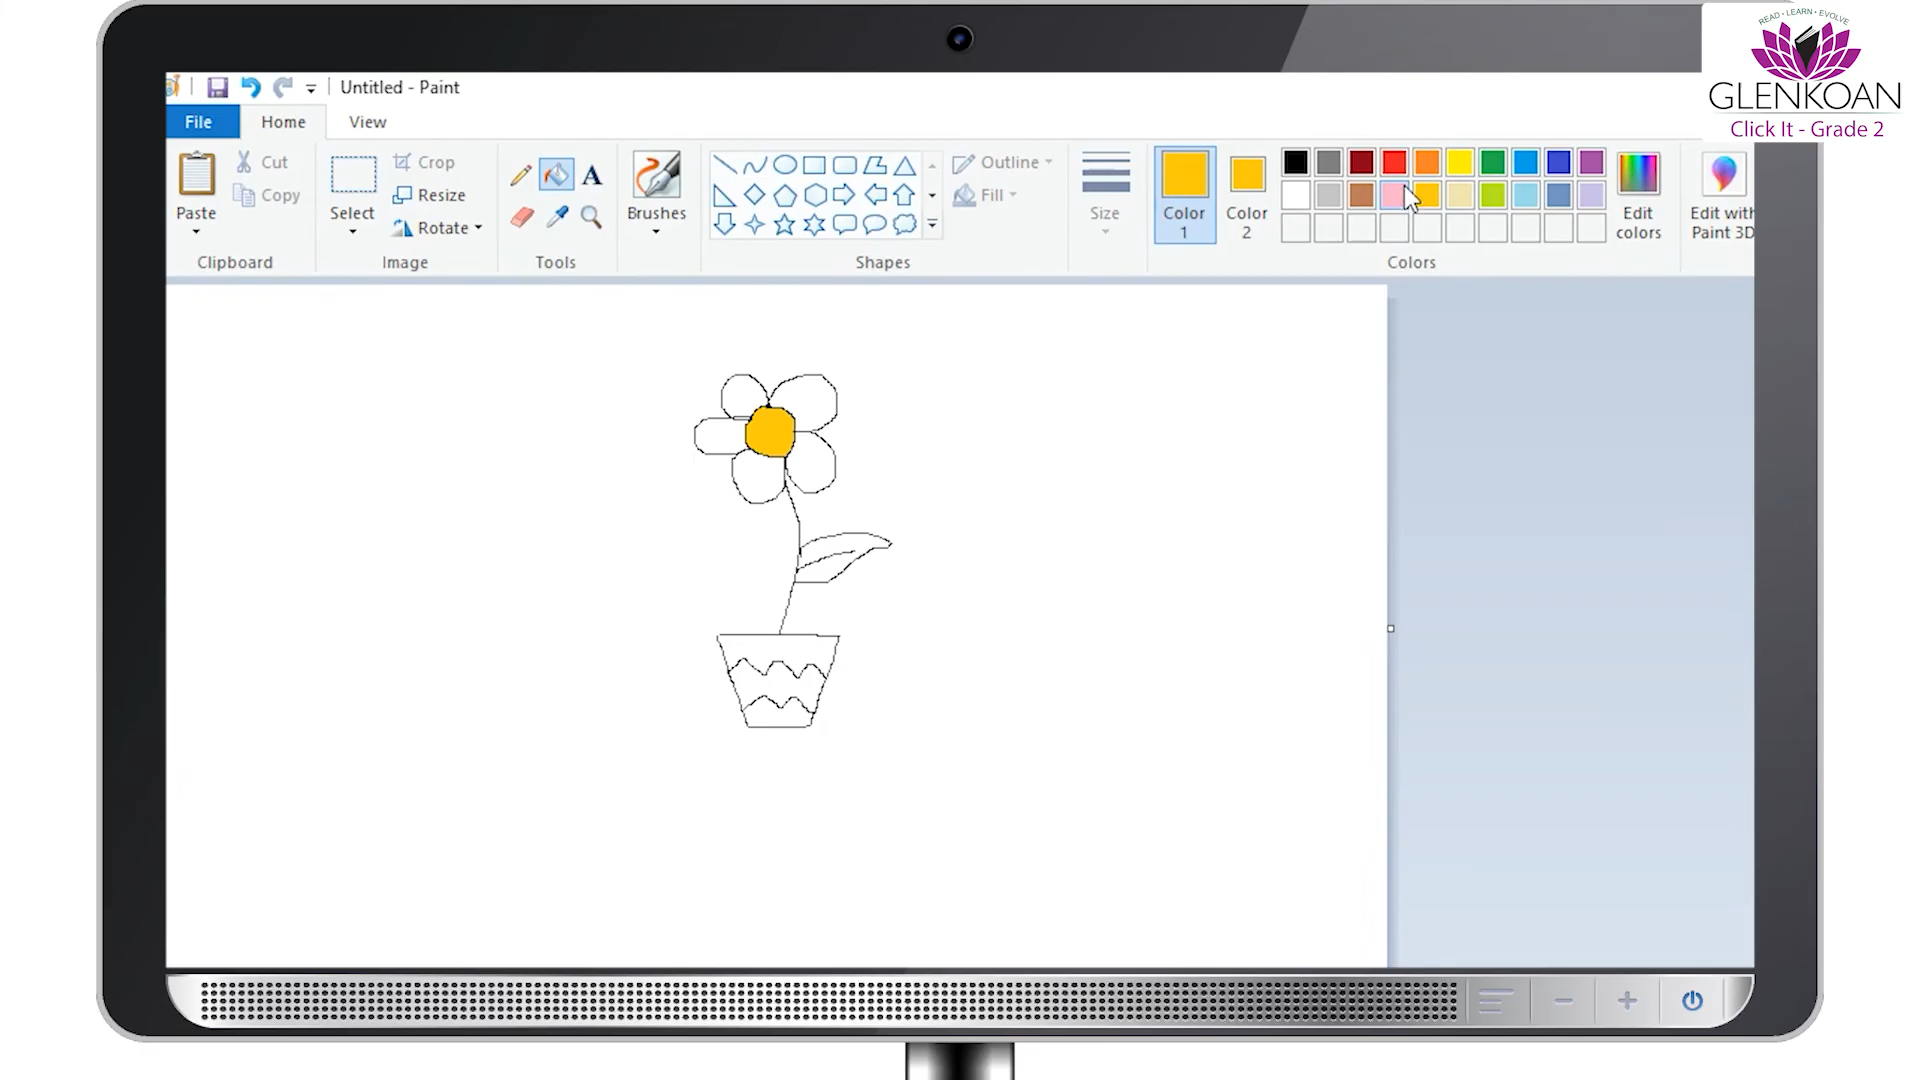 READ • LEARN • EVOLVE
GLENKOAN
Click It - Grade 2
Untitled - Paint
File Home View
Paste
Clipboard
Cut
Copy
Select
Crop
Resize
Rotate
Image
A
Tools
Brushes
Shapes
Outline
Fill
Size
Color 1
Color 2
Edit colors
Colors
Edit with Paint 3D